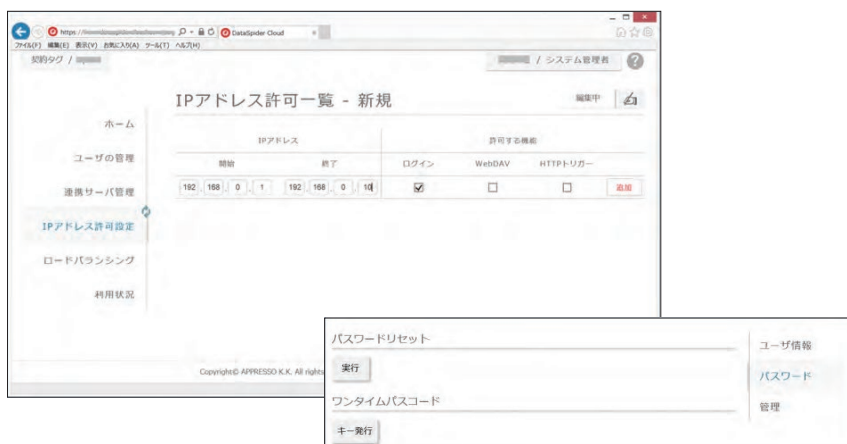 https://
DataSpider Cloud
ファイル(F) 編集(E) 表示(V) お気に入り(A) ツール(T) ヘルプ(H)
契約タグ /
/ システム管理者
?
IPアドレス許可一覧 - 新規
編集中
ホーム
ユーザの管理
連携サーバ管理
IPアドレス許可設定
ロードバランシング
利用状況
IPアドレス
許可する機能
開始
終了
ログイン
WebDAV
HTTPトリガー
192 . 168 . 0 . 1
192 . 168 . 0 . 10
追加
Copyright© APPRESSO K.K. All rights
パスワードリセット
実行
ワンタイムパスコード
キー発行
ユーザ情報
パスワード
管理